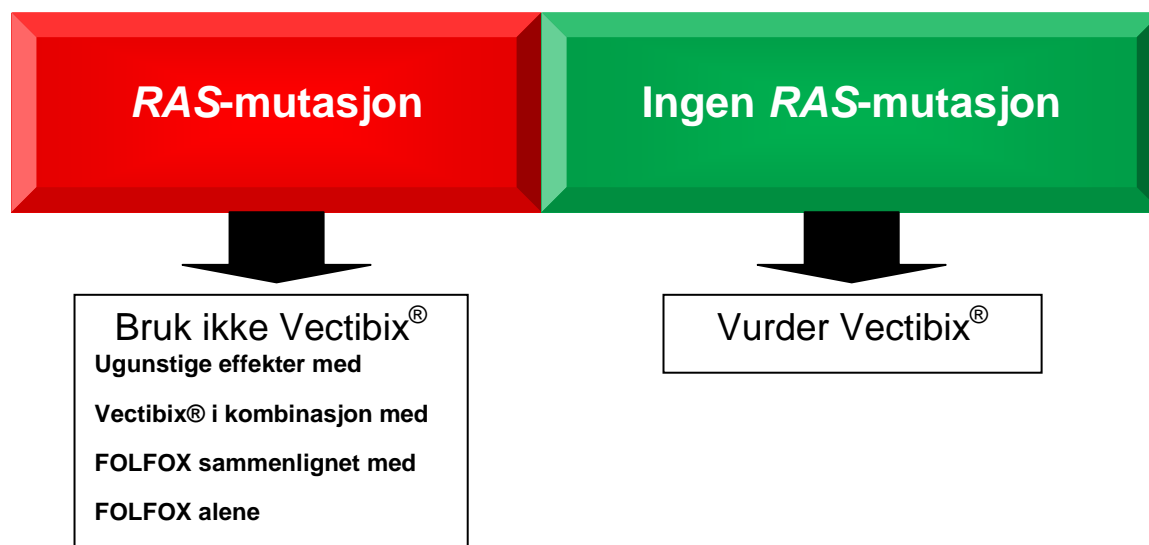 RAS-mutasjon
Ingen RAS-mutasjon
Bruk ikke Vectibix®
Ugunstige effekter med
Vectibix® i kombinasjon med
FOLFOX sammenlignet med
FOLFOX alene
Vurder Vectibix®